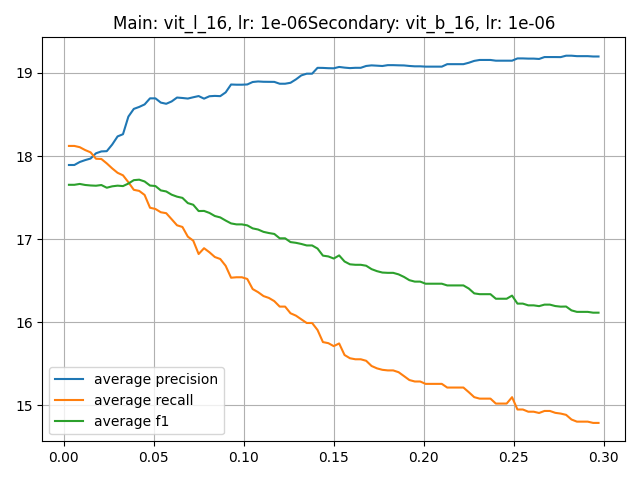 Main: vit_l_16, lr: 1e-06Secondary: vit_b_16, lr: 1e-06
19
18
17
16
15
average precision
average recall
average f1
0.00 0.05 0.10 0.15 0.20 0.25 0.30